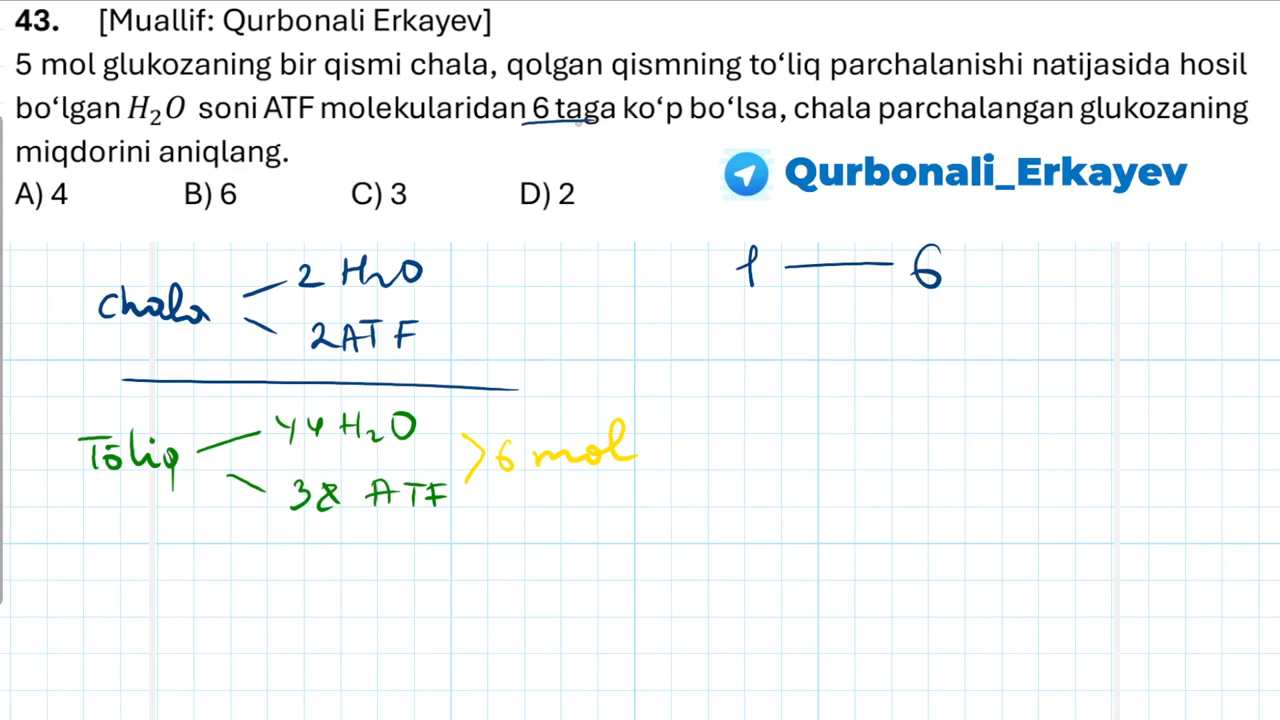 43. [Muallif: Qurbonali Erkayev]
5 mol glukozaning bir qismi chala, qolgan qismning to‘liq parchalanishi natijasida hosil
bo‘lgan H₂O soni ATF molekularidan 6 taga ko‘p bo‘lsa, chala parchalangan glukozaning
miqdorini aniqlang.
A) 4 B) 6 C) 3 D) 2
Qurbonali_Erkayev
1 — 6
Chala < 2 H₂O
2 ATF
Tōliq < 44 H₂O
38 ATF
> 6 mol